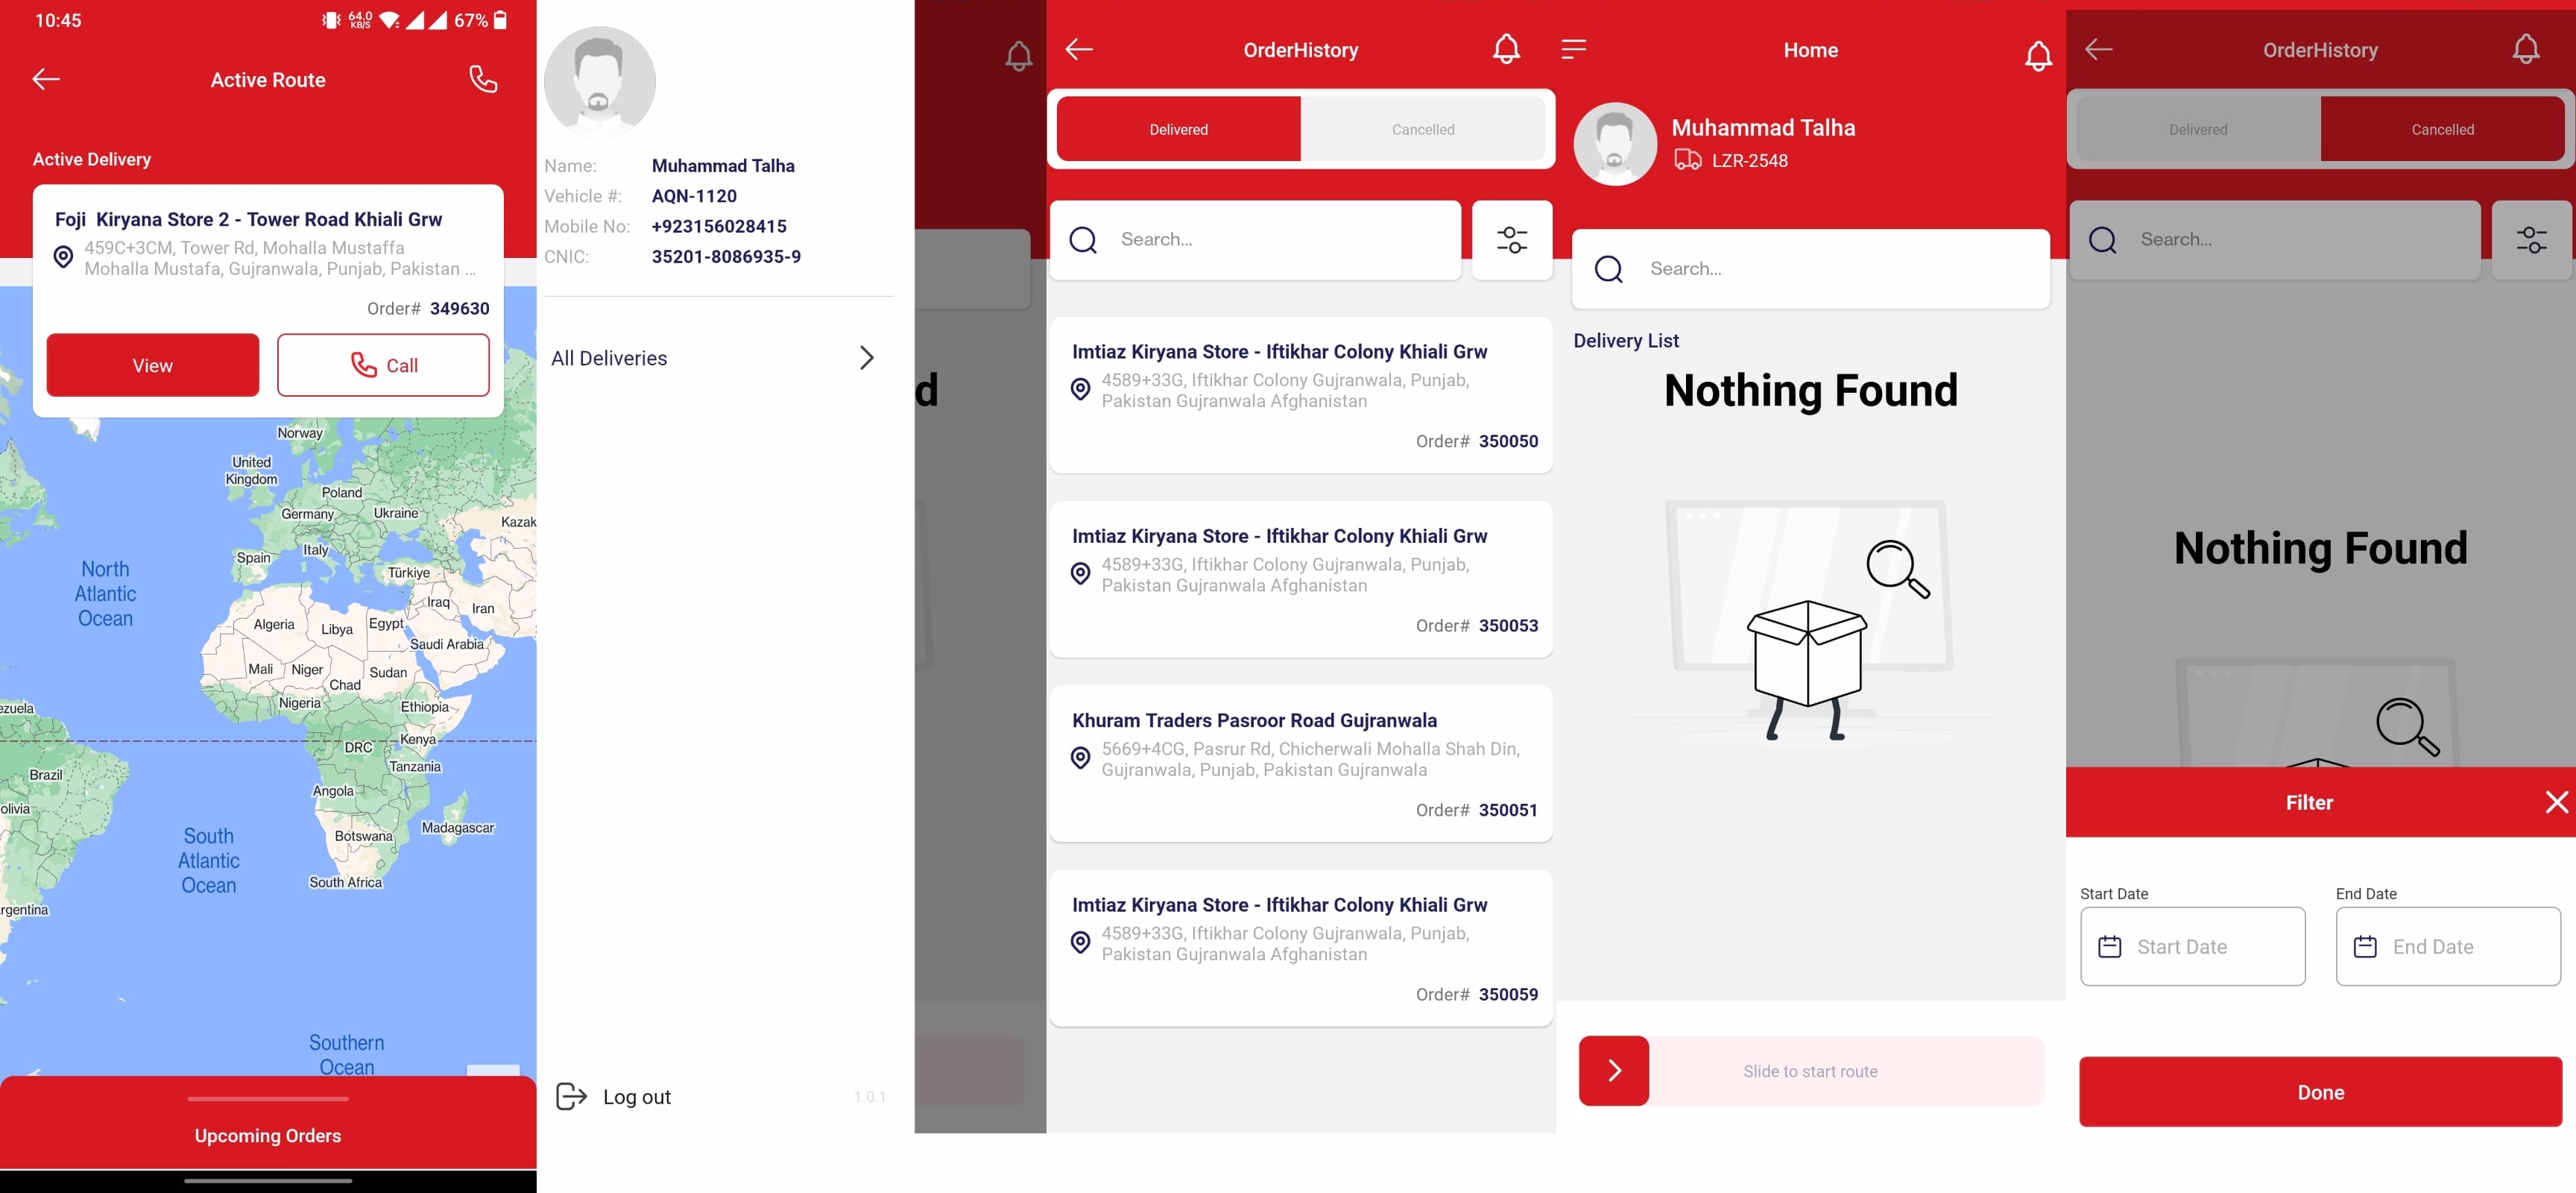 10:45
64.0
KB/S
67%
Active Route
Active Delivery
Foji  Kiryana Store 2 - Tower Road Khiali Grw
459C+3CM, Tower Rd, Mohalla Mustaffa
Mohalla Mustafa, Gujranwala, Punjab, Pakistan ...
Order# 349630
View
Call
Norway
United
Kingdom
Poland
Germany
Ukraine
Kazak
Spain
Italy
Türkiye
North
Atlantic
Ocean
Iraq
Iran
Algeria
Libya
Egypt
Saudi Arabia
Mali
Niger
Sudan
Chad
Nigeria
Ethiopia
ezuela
DRC
Kenya
Tanzania
Brazil
Angola
olivia
Botswana
Madagascar
South
Atlantic
Ocean
South Africa
rgentina
Southern
Ocean
Upcoming Orders
Name: Muhammad Talha
Vehicle #: AQN-1120
Mobile No: +923156028415
CNIC: 35201-8086935-9
All Deliveries
d
Log out
1.0.1
OrderHistory
Delivered
Cancelled
Search...
Imtiaz Kiryana Store - Iftikhar Colony Khiali Grw
4589+33G, Iftikhar Colony Gujranwala, Punjab,
Pakistan Gujranwala Afghanistan
Order# 350050
Imtiaz Kiryana Store - Iftikhar Colony Khiali Grw
4589+33G, Iftikhar Colony Gujranwala, Punjab,
Pakistan Gujranwala Afghanistan
Order# 350053
Khuram Traders Pasroor Road Gujranwala
5669+4CG, Pasrur Rd, Chicherwali Mohalla Shah Din,
Gujranwala, Punjab, Pakistan Gujranwala
Order# 350051
Imtiaz Kiryana Store - Iftikhar Colony Khiali Grw
4589+33G, Iftikhar Colony Gujranwala, Punjab,
Pakistan Gujranwala Afghanistan
Order# 350059
Home
Muhammad Talha
LZR-2548
Search...
Delivery List
Nothing Found
Slide to start route
OrderHistory
Delivered
Cancelled
Search...
Nothing Found
Filter
Start Date
End Date
Start Date
End Date
Done